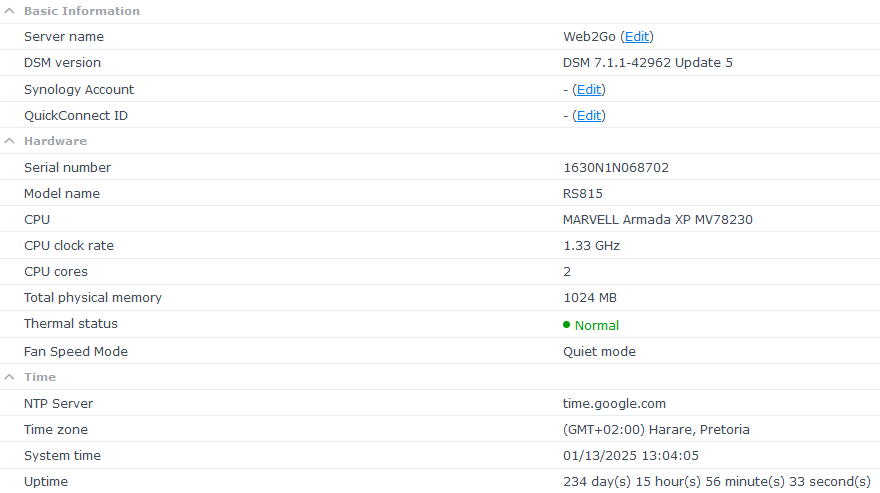 Basic Information
Server name Web2Go (Edit)
DSM version DSM 7.1.1-42962 Update 5
Synology Account - (Edit)
QuickConnect ID - (Edit)
Hardware
Serial number 1630N1N068702
Model name RS815
CPU MARVELL Armada XP MV78230
CPU clock rate 1.33 GHz
CPU cores 2
Total physical memory 1024 MB
Thermal status Normal
Fan Speed Mode Quiet mode
Time
NTP Server time.google.com
Time zone (GMT+02:00) Harare, Pretoria
System time 01/13/2025 13:04:05
Uptime 234 day(s) 15 hour(s) 56 minute(s) 33 second(s)